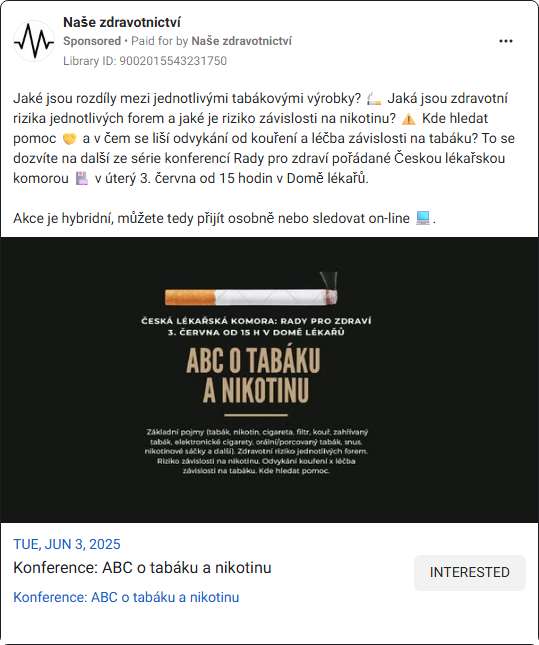 Naše zdravotnictví
Sponsored • Paid for by Naše zdravotnictví
Library ID: 9002015543231750
Jaké jsou rozdíly mezi jednotlivými tabákovými výrobky? 🚬 Jaká jsou zdravotní
rizika jednotlivých forem a jaké je riziko závislosti na nikotinu? ⚠️ Kde hledat
pomoc 🤝 a v čem se liší odvykání od kouření a léčba závislosti na tabáku? To se
dozvíte na další ze série konferencí Rady pro zdraví pořádané Českou lékařskou
komorou 💾 v úterý 3. června od 15 hodin v Domě lékařů.
Akce je hybridní, můžete tedy přijít osobně nebo sledovat on-line 💻.
ČESKÁ LÉKAŘSKÁ KOMORA: RADY PRO ZDRAVÍ
3. ČERVNA OD 15 H V DOMĚ LÉKAŘŮ
ABC O TABÁKU
A NIKOTINU
Základní pojmy (tabák, nikotin, cigareta, filtr, kouř, zahřívaný
tabák, elektronické cigarety, orální/porcovaný tabák, snus,
nikotinové sáčky a další). Zdravotní riziko jednotlivých forem.
Riziko závislosti na nikotinu. Odvykání kouření x léčba
závislosti na tabáku. Kde hledat pomoc.
TUE, JUN 3, 2025
Konference: ABC o tabáku a nikotinu
INTERESTED
Konference: ABC o tabáku a nikotinu